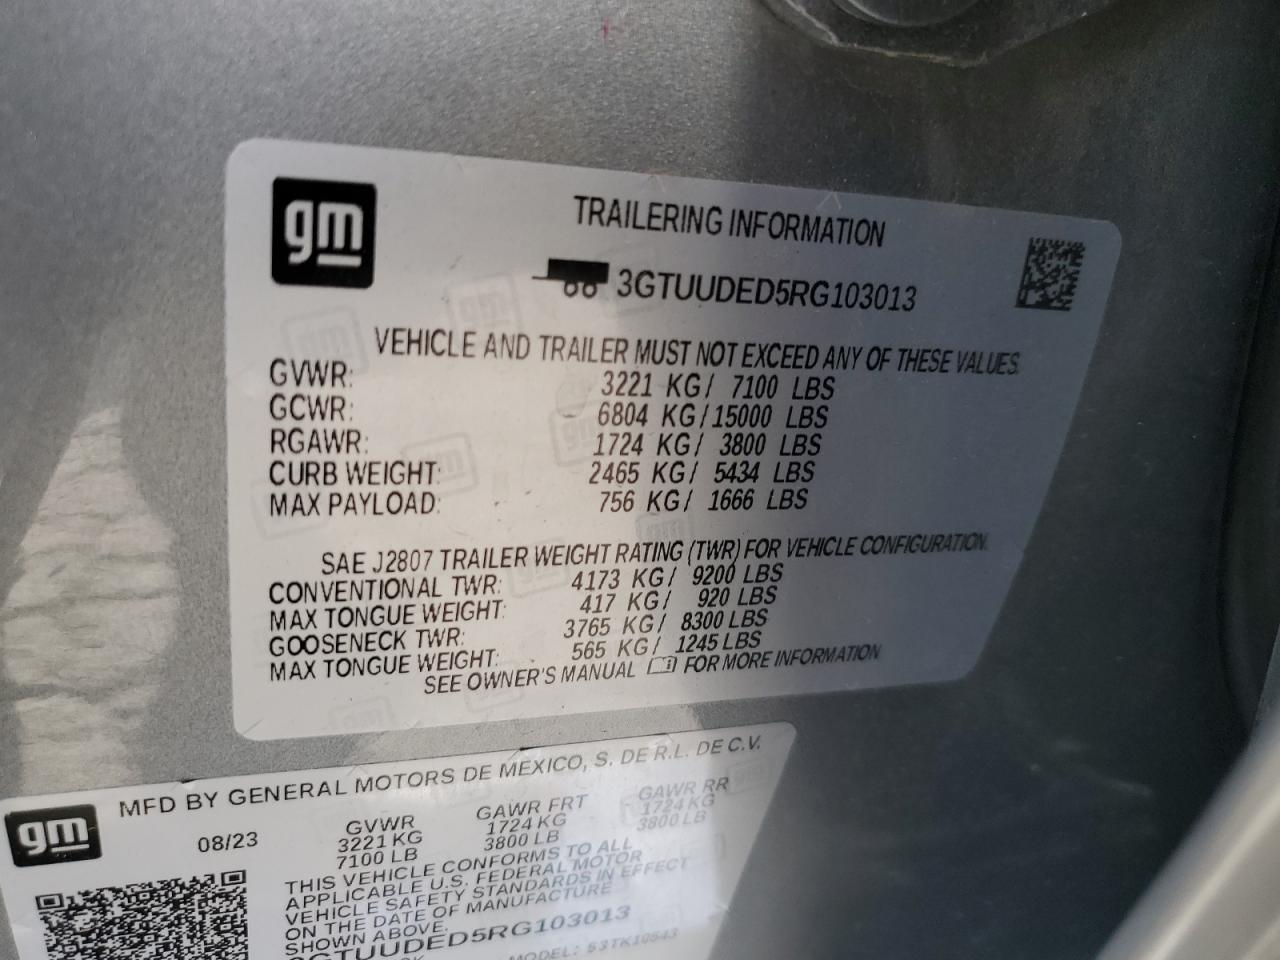 gm
TRAILERING INFORMATION
3GTUUDED5RG103013
VEHICLE AND TRAILER MUST NOT EXCEED ANY OF THESE VALUES.
GVWR: 3221 KG/ 7100 LBS
GCWR: 6804 KG/15000 LBS
RGAWR: 1724 KG/ 3800 LBS
CURB WEIGHT: 2465 KG/ 5434 LBS
MAX PAYLOAD: 756 KG/ 1666 LBS
SAE J2807 TRAILER WEIGHT RATING (TWR) FOR VEHICLE CONFIGURATION.
CONVENTIONAL TWR: 4173 KG/ 9200 LBS
MAX TONGUE WEIGHT: 417 KG/ 920 LBS
GOOSENECK TWR: 3765 KG/ 8300 LBS
MAX TONGUE WEIGHT: 565 KG/ 1245 LBS
SEE OWNER'S MANUAL FOR MORE INFORMATION
MFD BY GENERAL MOTORS DE MEXICO, S. DE R.L. DE C.V.
gm
08/23 GVWR GAWR FRT GAWR RR
3221 KG 1724 KG 1724 KG
7100 LB 3800 LB 3800 LB
THIS VEHICLE CONFORMS TO ALL
APPLICABLE U.S. FEDERAL MOTOR
VEHICLE SAFETY STANDARDS IN EFFECT
ON THE DATE OF MANUFACTURE
SHOWN ABOVE.
3GTUUDED5RG103013
MODEL: 53TK10543